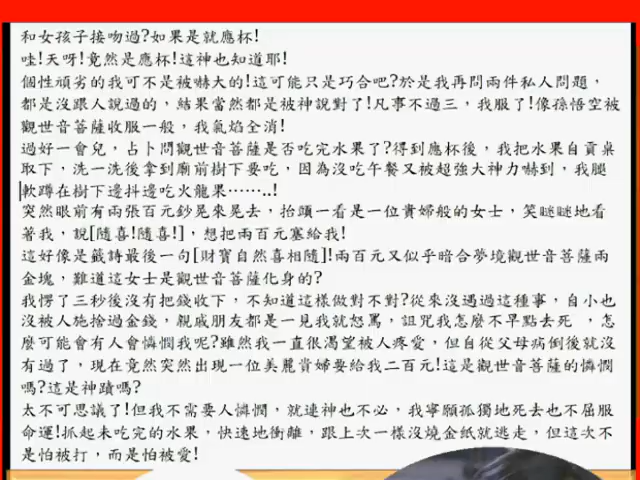 和女孩子接吻過?如果是就應杯!
哇!天呀!竟然是應杯!這神也知道耶!
個性頑劣的我可不是被嚇大的!這可能只是巧合吧?於是我再問兩件私人問題，
都是沒跟人說過的，結果當然都是被神說對了!凡事不過三，我服了!像孫悟空被
觀世音菩薩收服一般，我氣焰全消!
過好一會兒，占卜問觀世音菩薩是否吃完水果了?得到應杯後，我把水果自貢桌
取下，洗一洗後拿到廟前樹下要吃，因為沒吃午餐又被超強大神力嚇到，我腿
軟蹲在樹下邊抖邊吃火龍果……..!
突然眼前有兩張百元鈔晃來晃去，抬頭一看是一位貴婦般的女士，笑瞇瞇地看
著我，說[隨喜!隨喜!]，想把兩百元塞給我!
這好像是籤詩最後一句[財寶自然喜相隨]!兩百元又似乎暗合夢境觀世音菩薩兩
金塊，難道這女士是觀世音菩薩化身的?
我愣了三秒後沒有把錢收下，不知道這樣做對不對?從來沒遇過這種事，自小也
沒被人施捨過金錢，親戚朋友都是一見我就怒罵，詛咒我怎麼不早點去死 ，怎
麼可能會有人會憐憫我呢?雖然我一直很渴望被人疼愛，但自從父母病倒後就沒
有過了，現在竟然突然出現一位美麗貴婦要給我二百元!這是觀世音菩薩的憐憫
嗎?這是神蹟嗎?
太不可思議了!但我不需要人憐憫，就連神也不必，我寧願孤獨地死去也不屈服
命運!抓起未吃完的水果，快速地衝離，跟上次一樣沒燒金紙就逃走，但這次不
是怕被打，而是怕被愛!